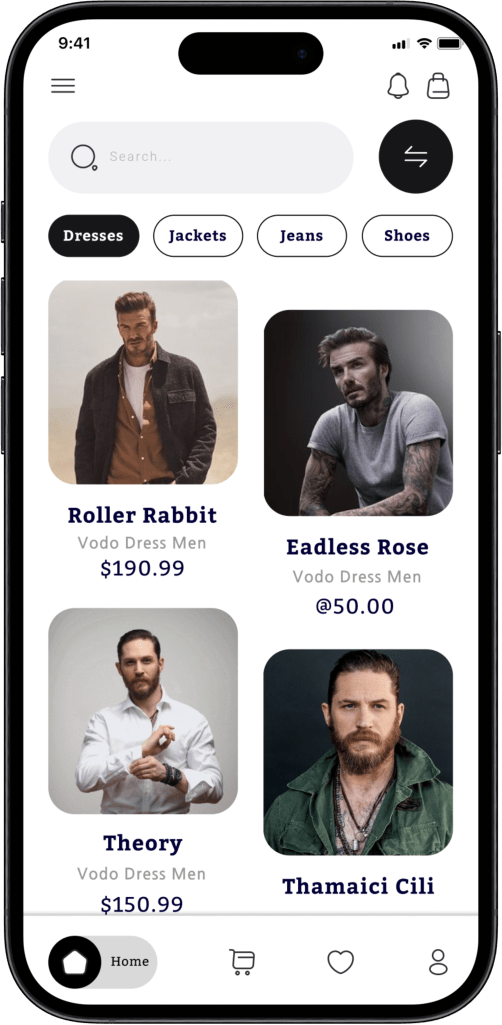 9:41
Search...
Dresses Jackets Jeans Shoes
Roller Rabbit
Vodo Dress Men
$190.99
Eadless Rose
Vodo Dress Men
@50.00
Theory
Vodo Dress Men
$150.99
Thamaici Cili
Home